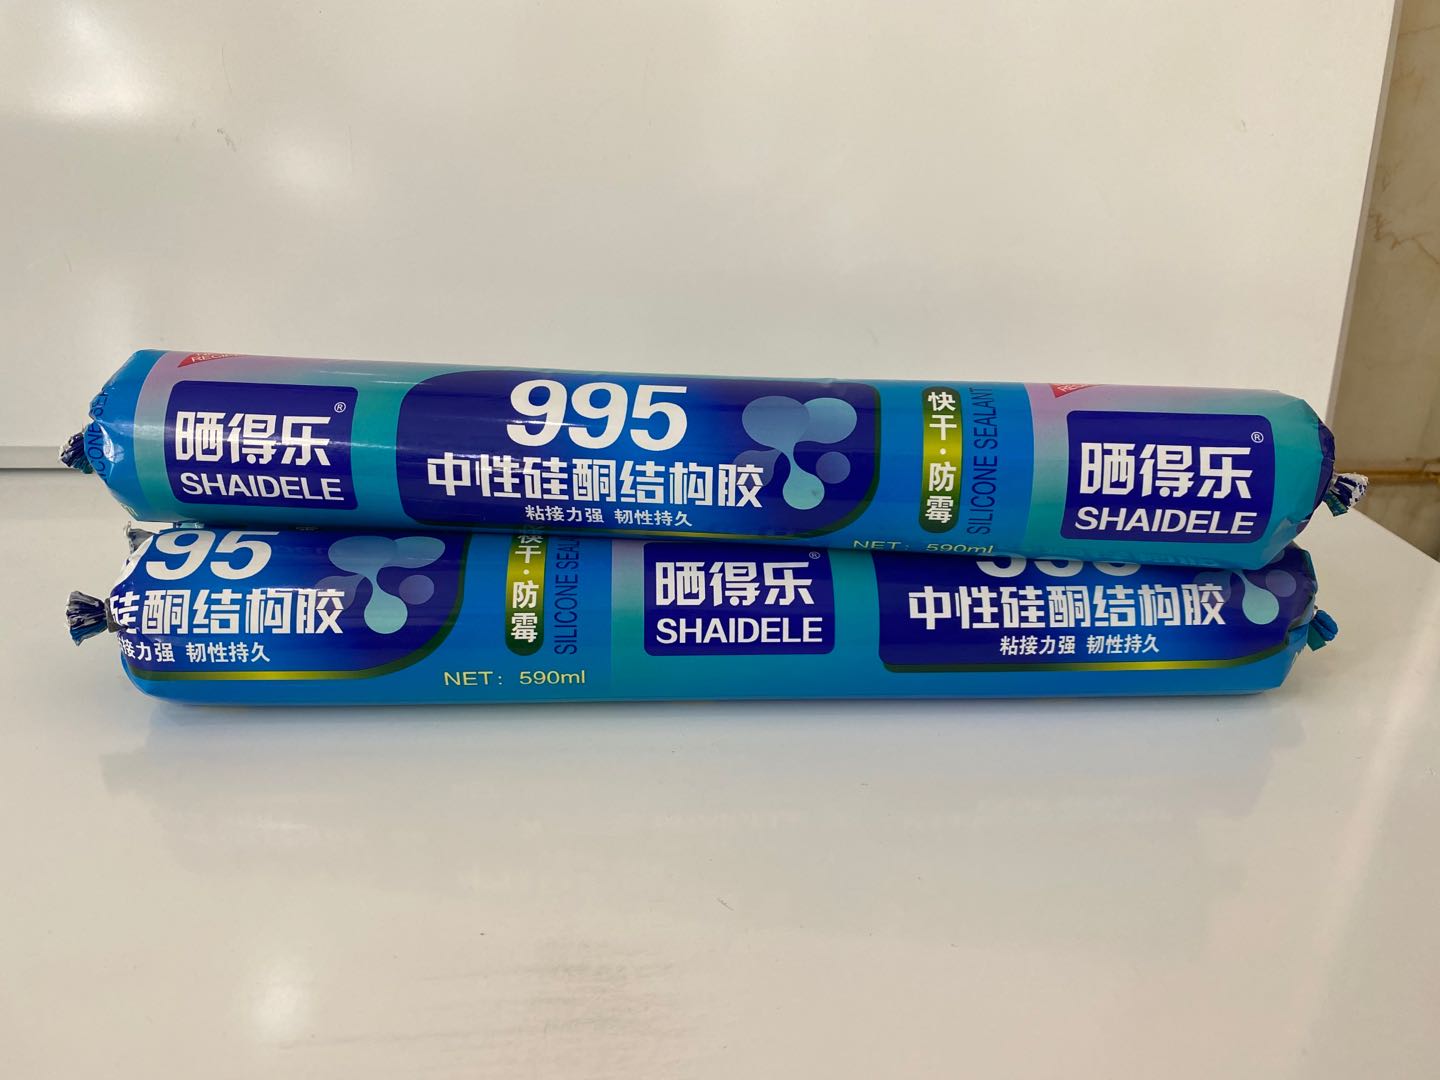 晒得乐®
SHAIDELE
995
中性硅酮结构胶
粘接力强 韧性持久
快干·防霉
SILICONE SEALANT
NET: 590ml
晒得乐®
SHAIDELE
995
硅酮结构胶
接力强 韧性持久
快干·防霉
SILICONE SEALA
NET: 590ml
晒得乐®
SHAIDELE
995
中性硅酮结构胶
粘接力强 韧性持久